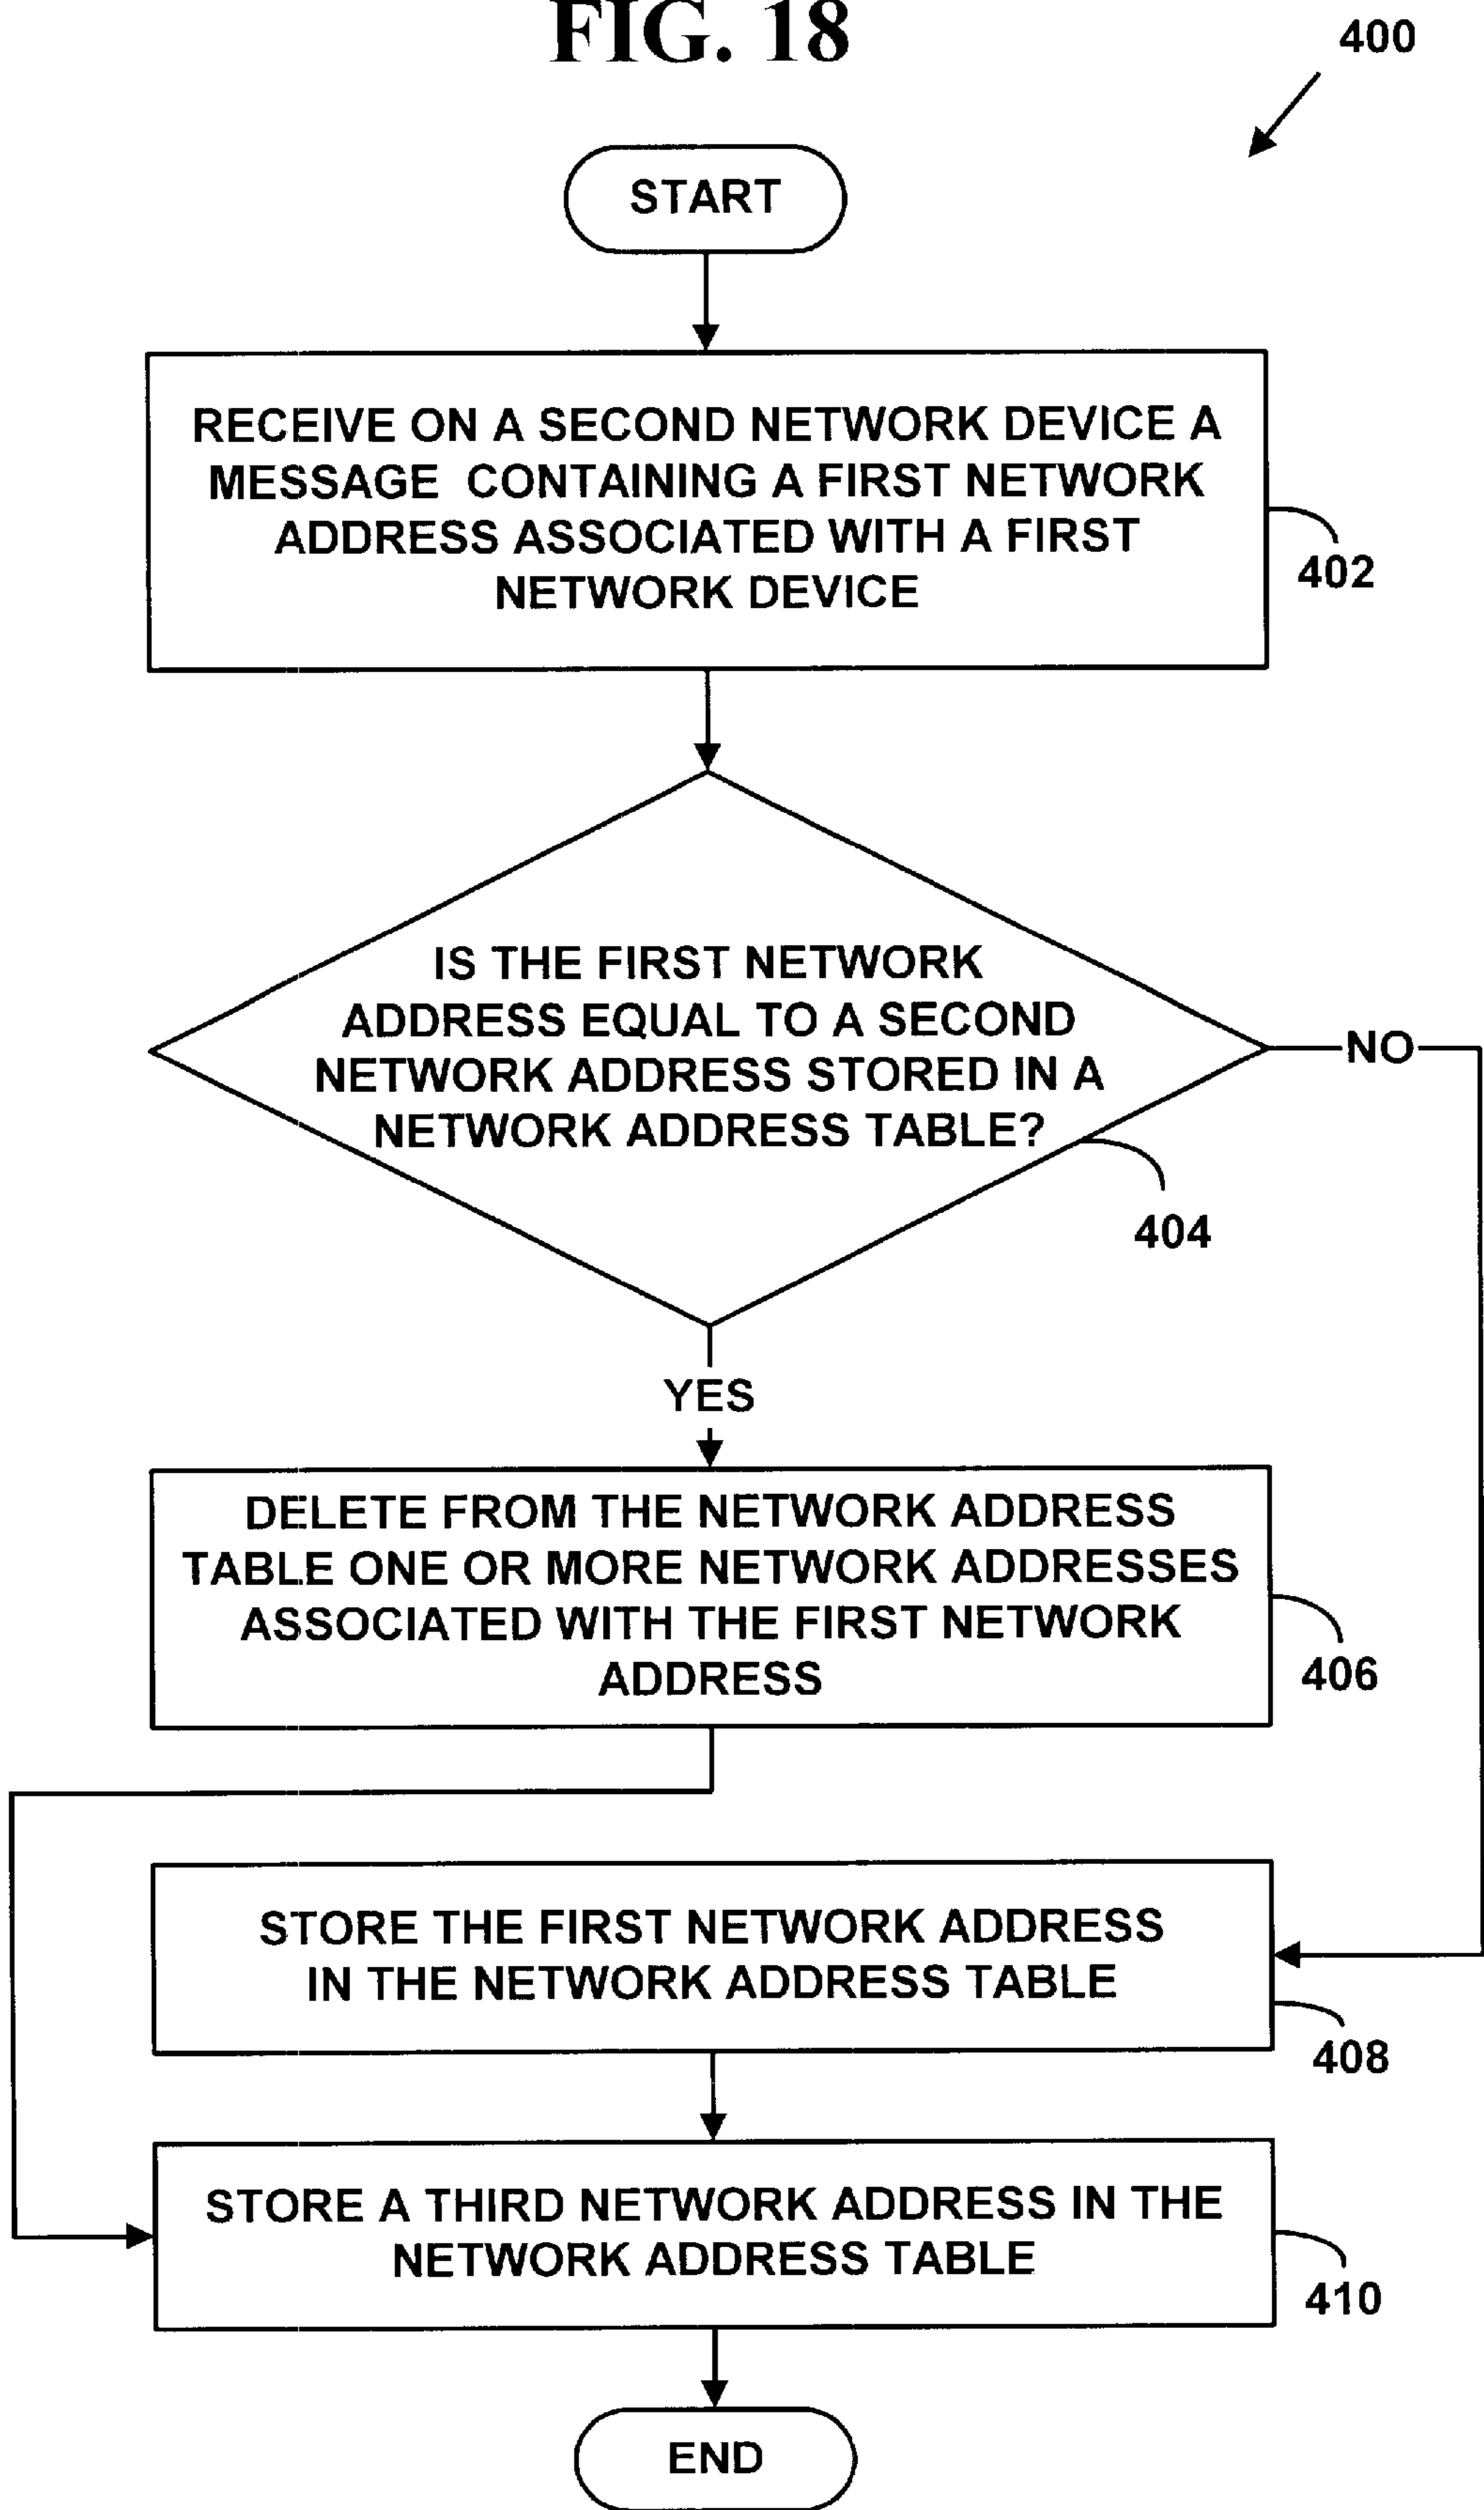 FIG. 18
400
START
RECEIVE ON A SECOND NETWORK DEVICE A
MESSAGE CONTAINING A FIRST NETWORK
ADDRESS ASSOCIATED WITH A FIRST
NETWORK DEVICE
402
IS THE FIRST NETWORK
ADDRESS EQUAL TO A SECOND
NETWORK ADDRESS STORED IN A
NETWORK ADDRESS TABLE?
NO
404
YES
DELETE FROM THE NETWORK ADDRESS
TABLE ONE OR MORE NETWORK ADDRESSES
ASSOCIATED WITH THE FIRST NETWORK
ADDRESS
406
STORE THE FIRST NETWORK ADDRESS
IN THE NETWORK ADDRESS TABLE
408
STORE A THIRD NETWORK ADDRESS IN THE
NETWORK ADDRESS TABLE
410
END